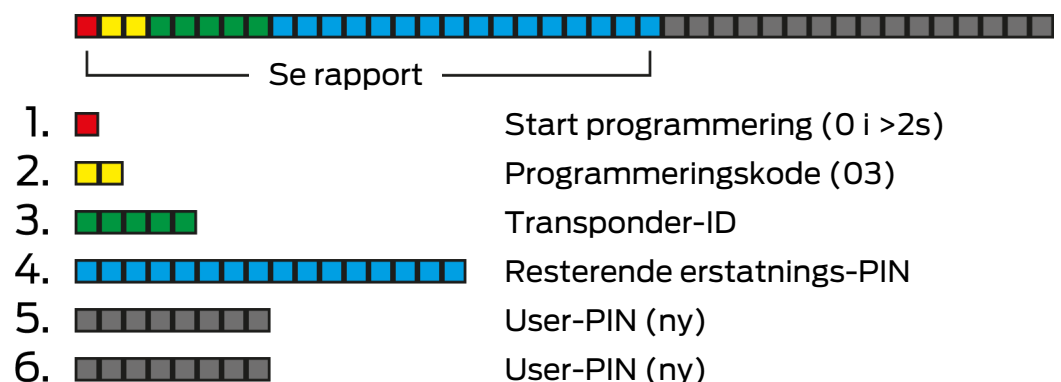 Se rapport
1. Start programmering (0 i >2s)
2. Programmeringskode (03)
3. Transponder-ID
4. Resterende erstatnings-PIN
5. User-PIN (ny)
6. User-PIN (ny)